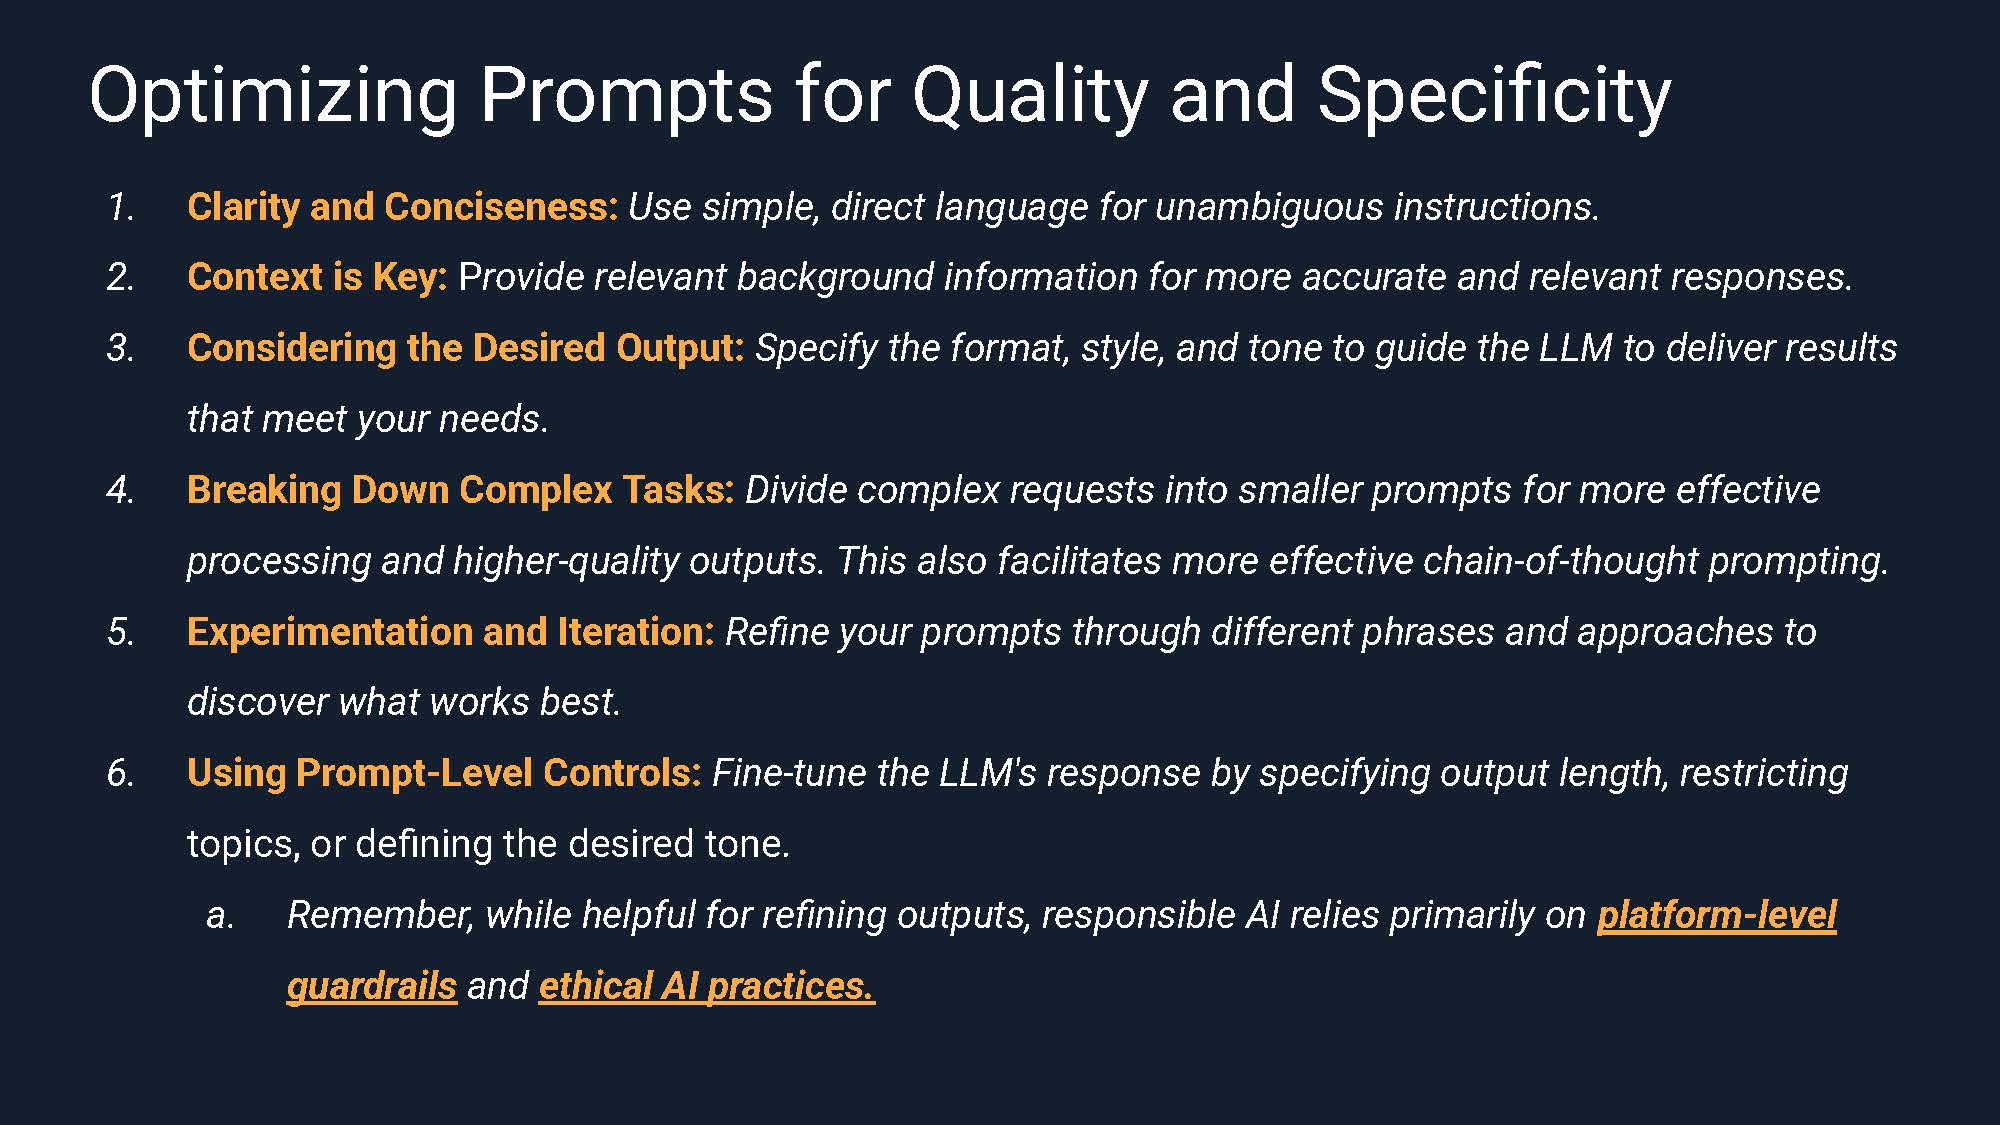 Optimizing Prompts for Quality and Specificity
1. Clarity and Conciseness: Use simple, direct language for unambiguous instructions.
2. Context is Key: Provide relevant background information for more accurate and relevant responses.
3. Considering the Desired Output: Specify the format, style, and tone to guide the LLM to deliver results
that meet your needs.
4. Breaking Down Complex Tasks: Divide complex requests into smaller prompts for more effective
processing and higher-quality outputs. This also facilitates more effective chain-of-thought prompting.
5. Experimentation and Iteration: Refine your prompts through different phrases and approaches to
discover what works best.
6. Using Prompt-Level Controls: Fine-tune the LLM's response by specifying output length, restricting
topics, or defining the desired tone.
a. Remember, while helpful for refining outputs, responsible AI relies primarily on platform-level
guardrails and ethical AI practices.